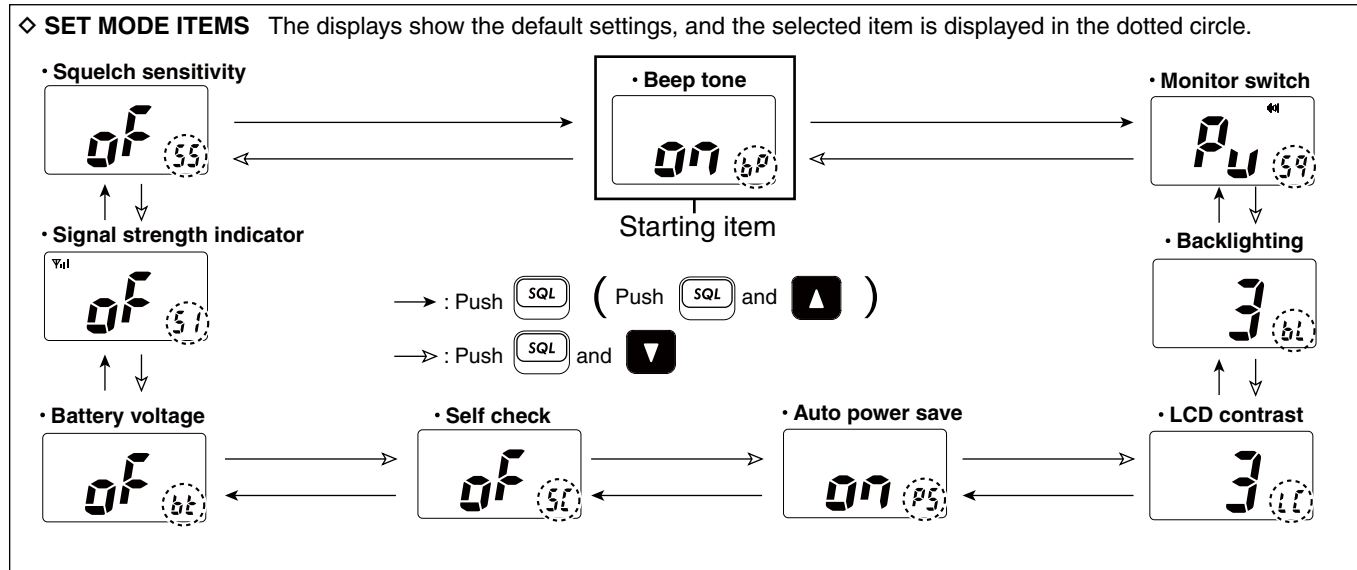 ◇ SET MODE ITEMS The displays show the default settings, and the selected item is displayed in the dotted circle.
• Squelch sensitivity
oF SS
• Beep tone
on bP
Starting item
• Monitor switch
Pu S9
• Signal strength indicator
oF SI
: Push SQL ( Push SQL and ▲ )
: Push SQL and ▼
• Backlighting
3 bL
• Battery voltage
oF bt
• Self check
oF SC
• Auto power save
on PS
• LCD contrast
3 LC